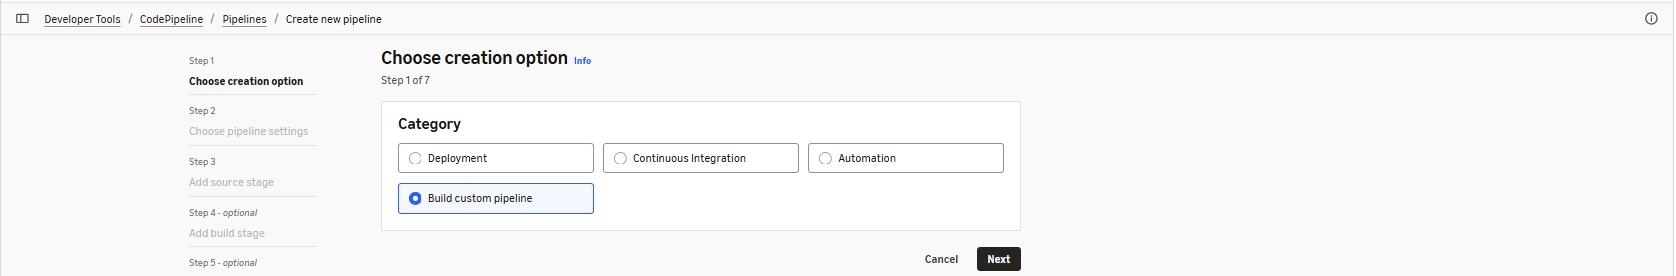 Developer Tools / CodePipeline / Pipelines / Create new pipeline
Step 1
Choose creation option
Step 2
Choose pipeline settings
Step 3
Add source stage
Step 4 - optional
Add build stage
Step 5 - optional
Choose creation option Info
Step 1 of 7
Category
Deployment
Continuous Integration
Automation
Build custom pipeline
Cancel
Next